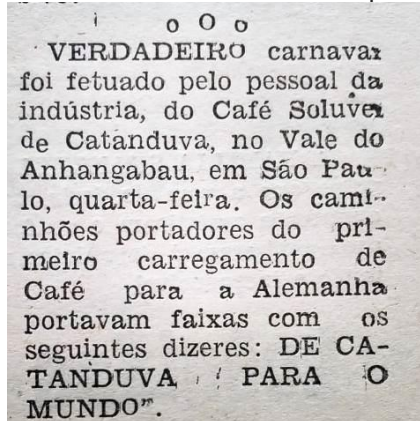 o O o
VERDADEIRO carnaval
foi fetuado pelo pessoal da
indústria, do Café Soluvel
de Catanduva, no Vale do
Anhangabau, em São Pau-
lo, quarta-feira. Os cami-
nhões portadores do pri-
meiro carregamento de
Café para a Alemanha
portavam faixas com os
seguintes dizeres: DE CA-
TANDUVA PARA O
MUNDO".